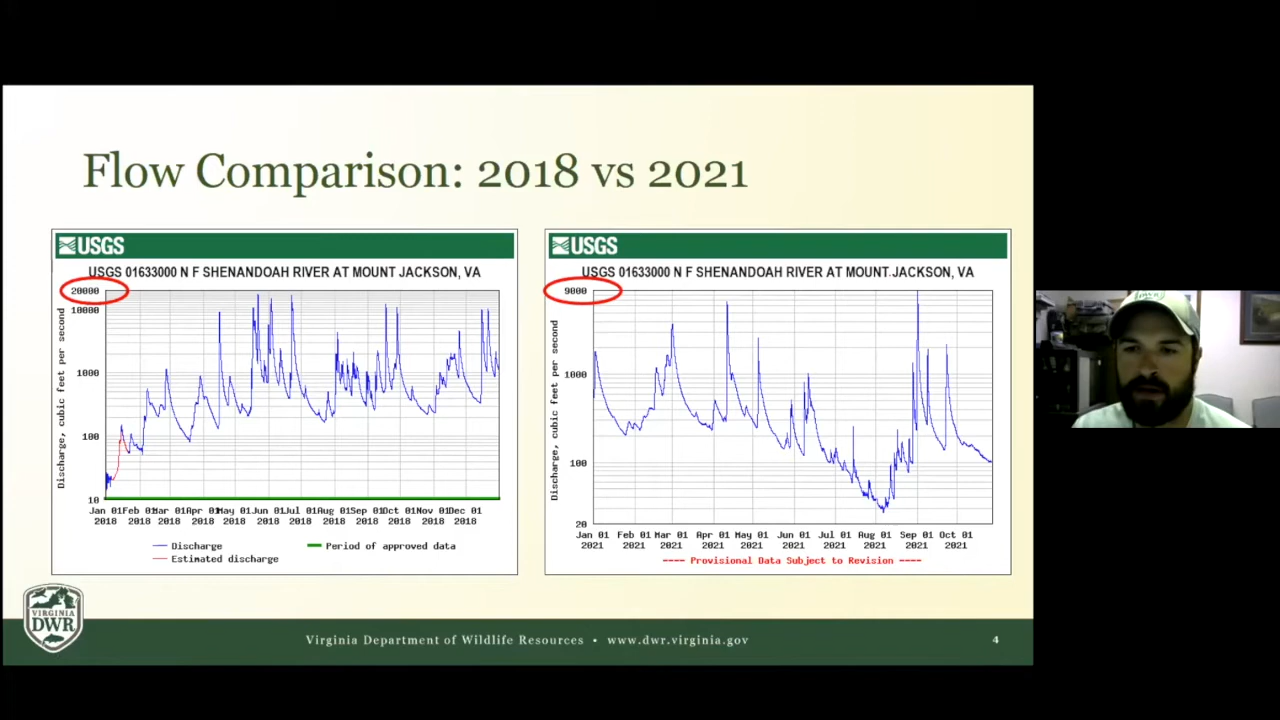 Flow Comparison: 2018 vs 2021
USGS
USGS 01633000 N F SHENANDOAH RIVER AT MOUNT JACKSON, VA
20000
10000
1000
100
10
Discharge, cubic feet per second
Jan 01 Feb 01 Mar 01 Apr 01 May 01 Jun 01 Jul 01 Aug 01 Sep 01 Oct 01 Nov 01 Dec 01
2018 2018 2018 2018 2018 2018 2018 2018 2018 2018 2018 2018
Discharge
Estimated discharge
Period of approved data
USGS
USGS 01633000 N F SHENANDOAH RIVER AT MOUNT JACKSON, VA
9000
1000
100
20
Discharge, cubic feet per second
Jan 01 Feb 01 Mar 01 Apr 01 May 01 Jun 01 Jul 01 Aug 01 Sep 01 Oct 01
2021 2021 2021 2021 2021 2021 2021 2021 2021 2021
---- Provisional Data Subject to Revision ----
VIRGINIA
DWR
Virginia Department of Wildlife Resources • www.dwr.virginia.gov
4